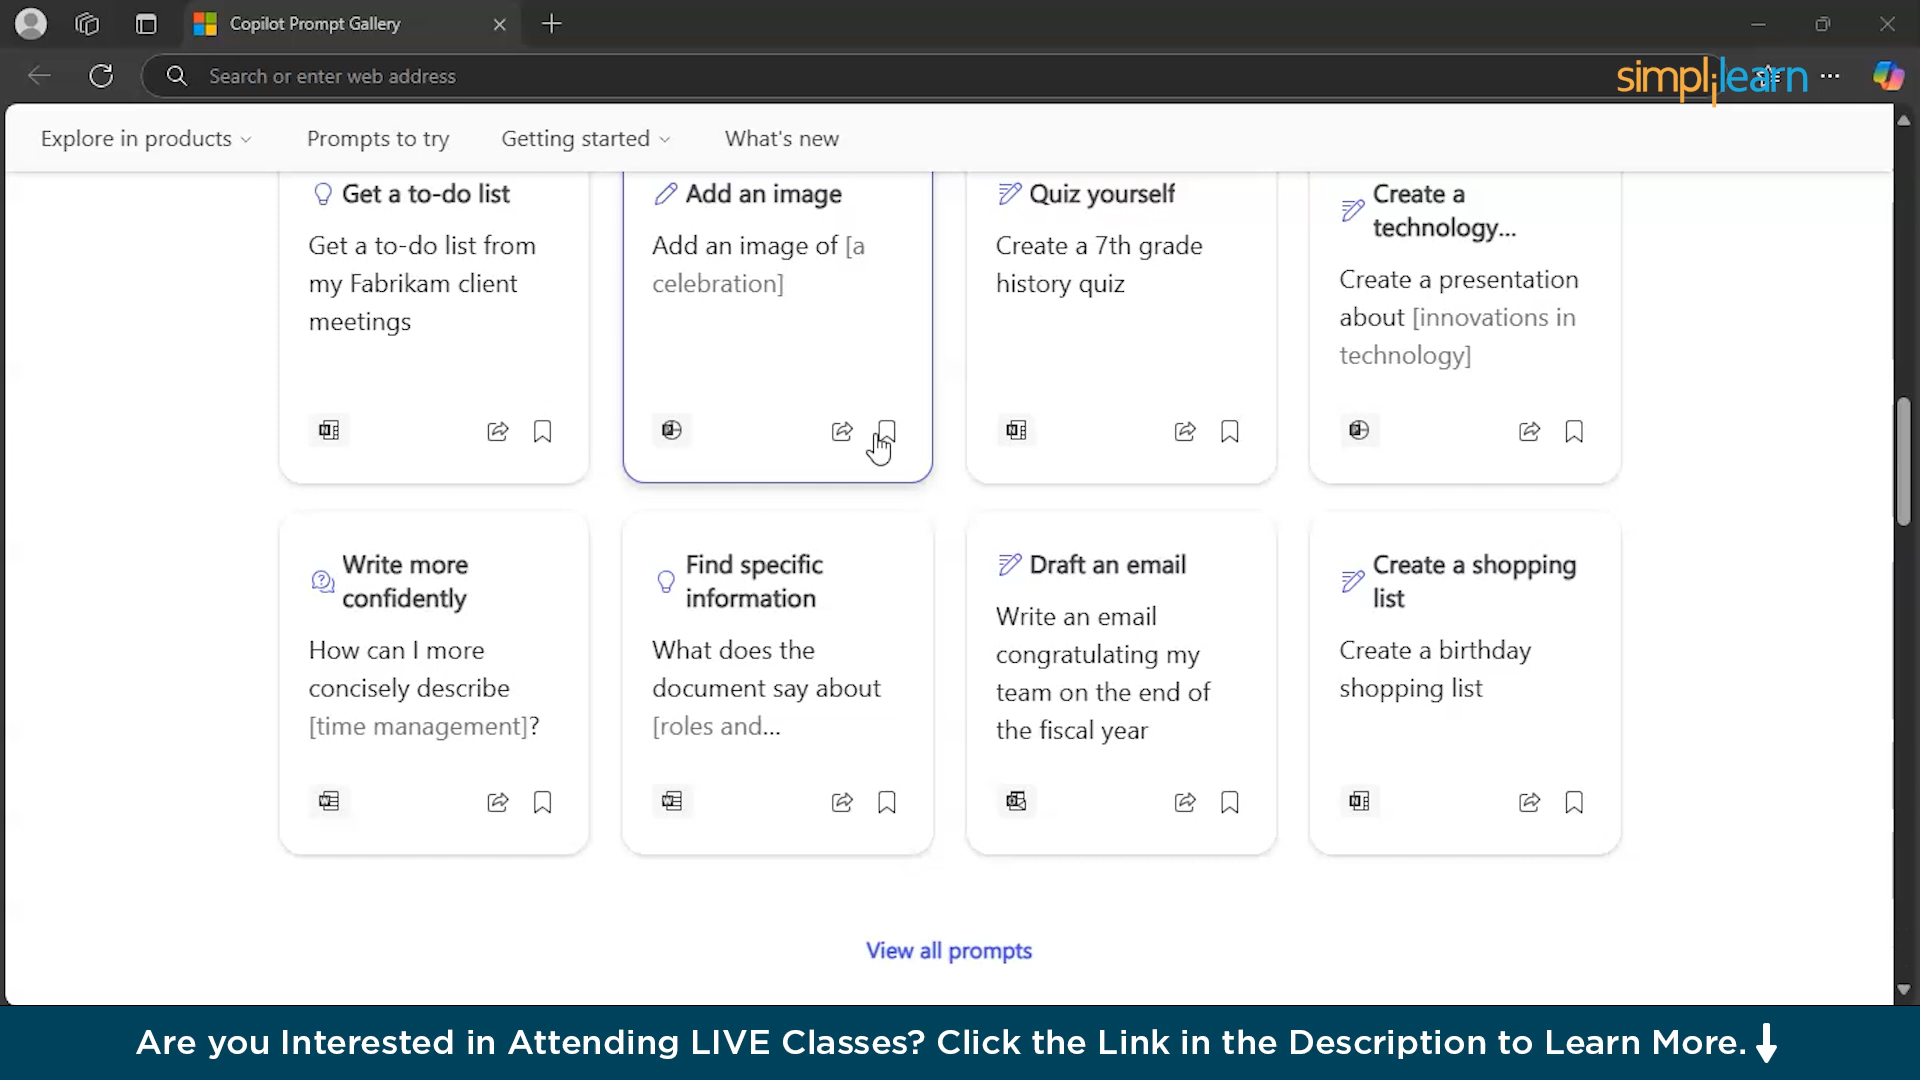 Copilot Prompt Gallery
Search or enter web address
simplilearn
Explore in products
Prompts to try
Getting started
What's new
Get a to-do list
Get a to-do list from
my Fabrikam client
meetings
Add an image
Add an image of [a
celebration]
Quiz yourself
Create a 7th grade
history quiz
Create a
technology...
Create a presentation
about [innovations in
technology]
Write more
confidently
How can I more
concisely describe
[time management]?
Find specific
information
What does the
document say about
[roles and...
Draft an email
Write an email
congratulating my
team on the end of
the fiscal year
Create a shopping
list
Create a birthday
shopping list
View all prompts
Are you Interested in Attending LIVE Classes? Click the Link in the Description to Learn More.